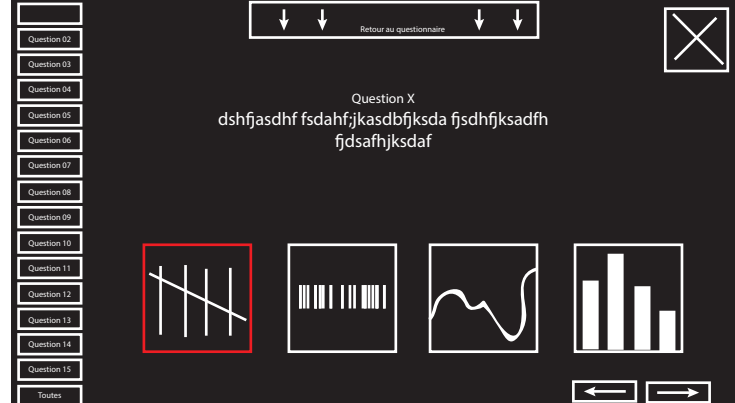 Retour au questionnaire
Question 02
Question 03
Question 04
Question 05
Question 06
Question 07
Question 08
Question 09
Question 10
Question 11
Question 12
Question 13
Question 14
Question 15
Toutes
Question X
dshfjasdhf fsdahf;jkasdbfjksda fjsdhfjksadfh
fjdsafhjksdaf